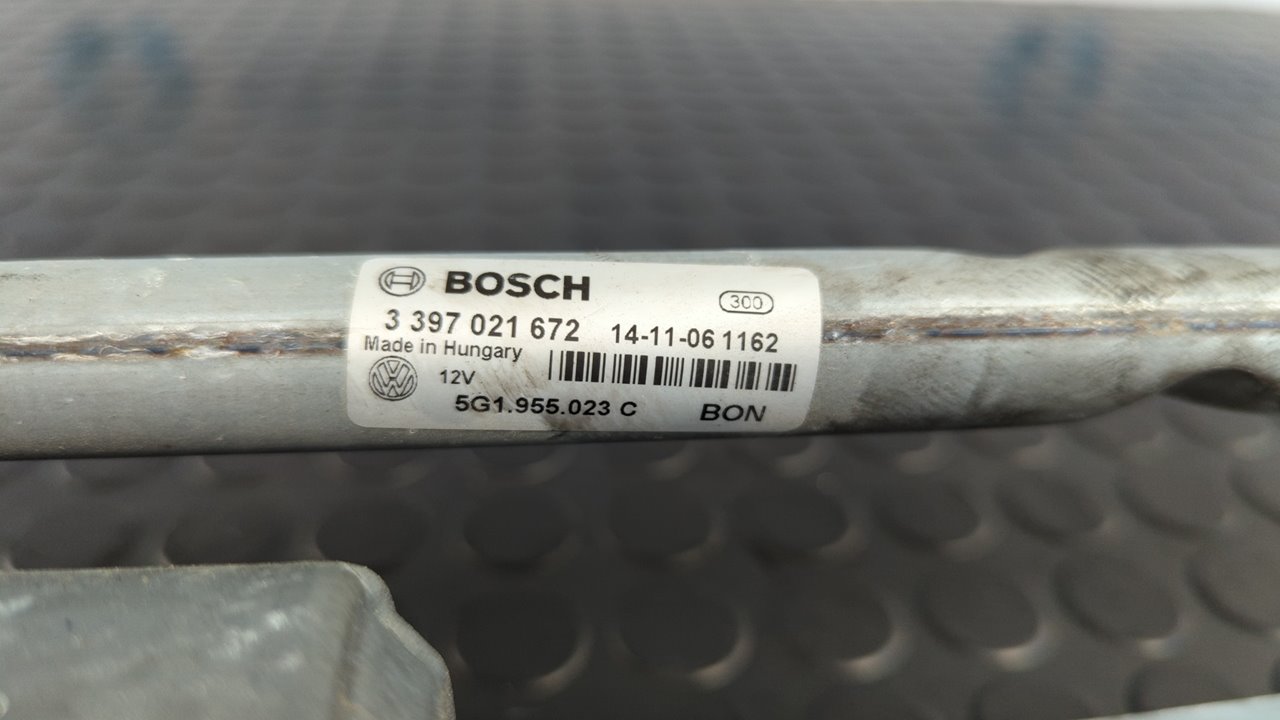 BOSCH
300
3 397 021 672 14-11-06 1162
Made in Hungary
12V
5G1.955.023 C BON